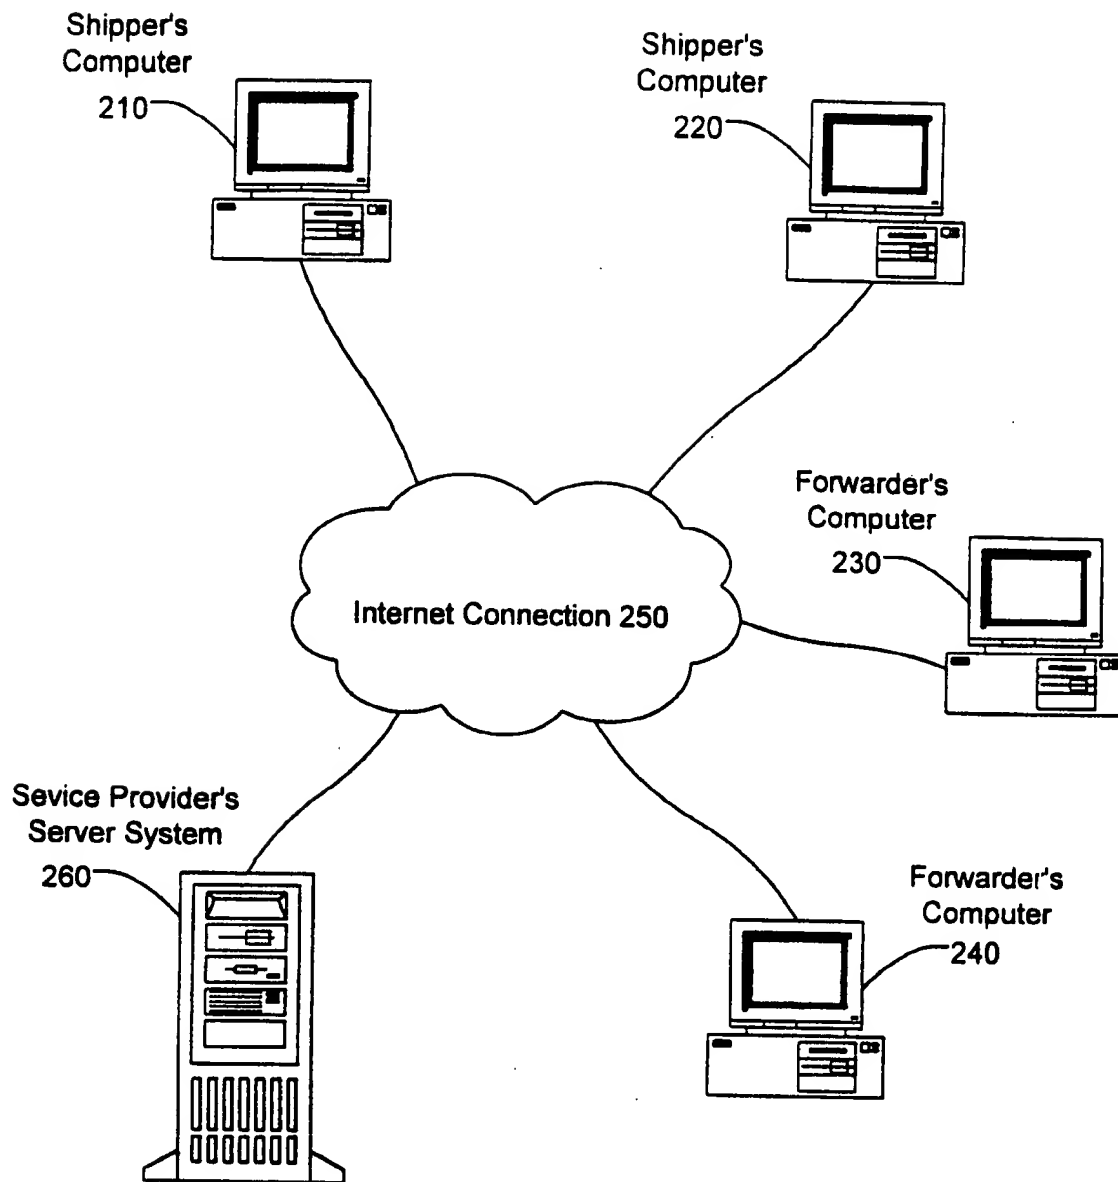 Shipper's
Computer
210
Shipper's
Computer
220
Forwarder's
Computer
230
Internet Connection 250
Sevice Provider's
Server System
260
Forwarder's
Computer
240